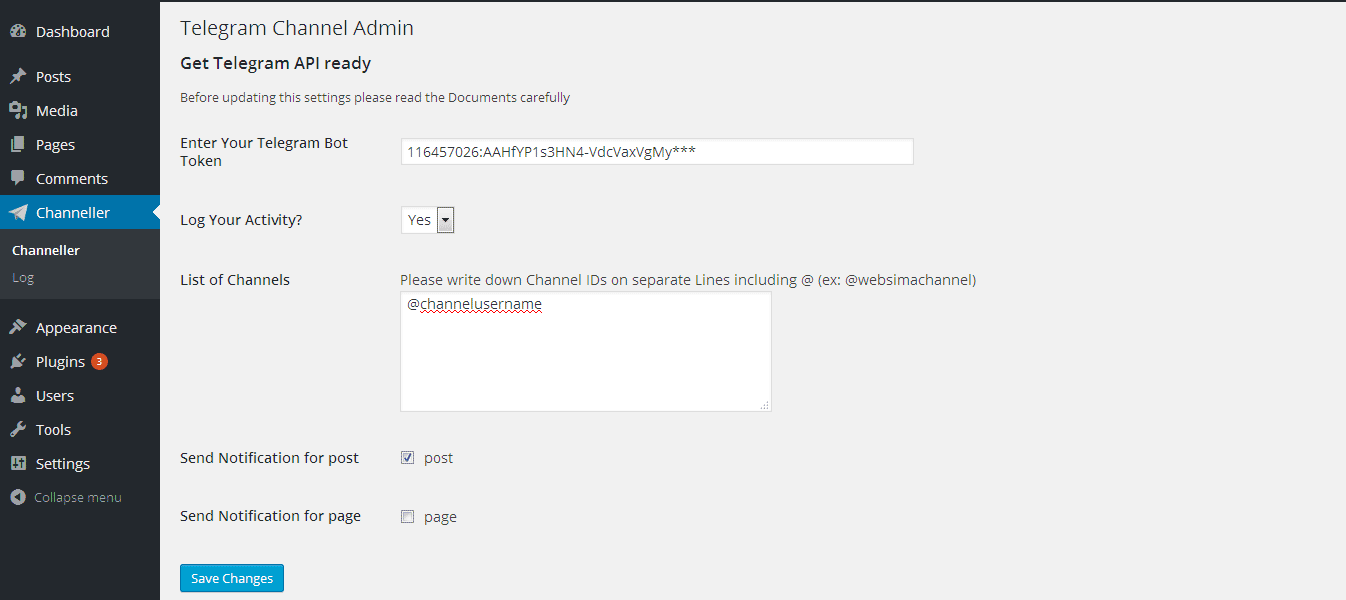 Dashboard
Posts
Media
Pages
Comments
Channeller
Channeller
Log
Appearance
Plugins 3
Users
Tools
Settings
Collapse menu
Telegram Channel Admin
Get Telegram API ready
Before updating this settings please read the Documents carefully
Enter Your Telegram Bot
Token
116457026:AAHfYP1s3HN4-VdcVaxVgMy***
Log Your Activity?
Yes
List of Channels
Please write down Channel IDs on separate Lines including @ (ex: @websimachannel)
@channelusername
Send Notification for post
post
Send Notification for page
page
Save Changes